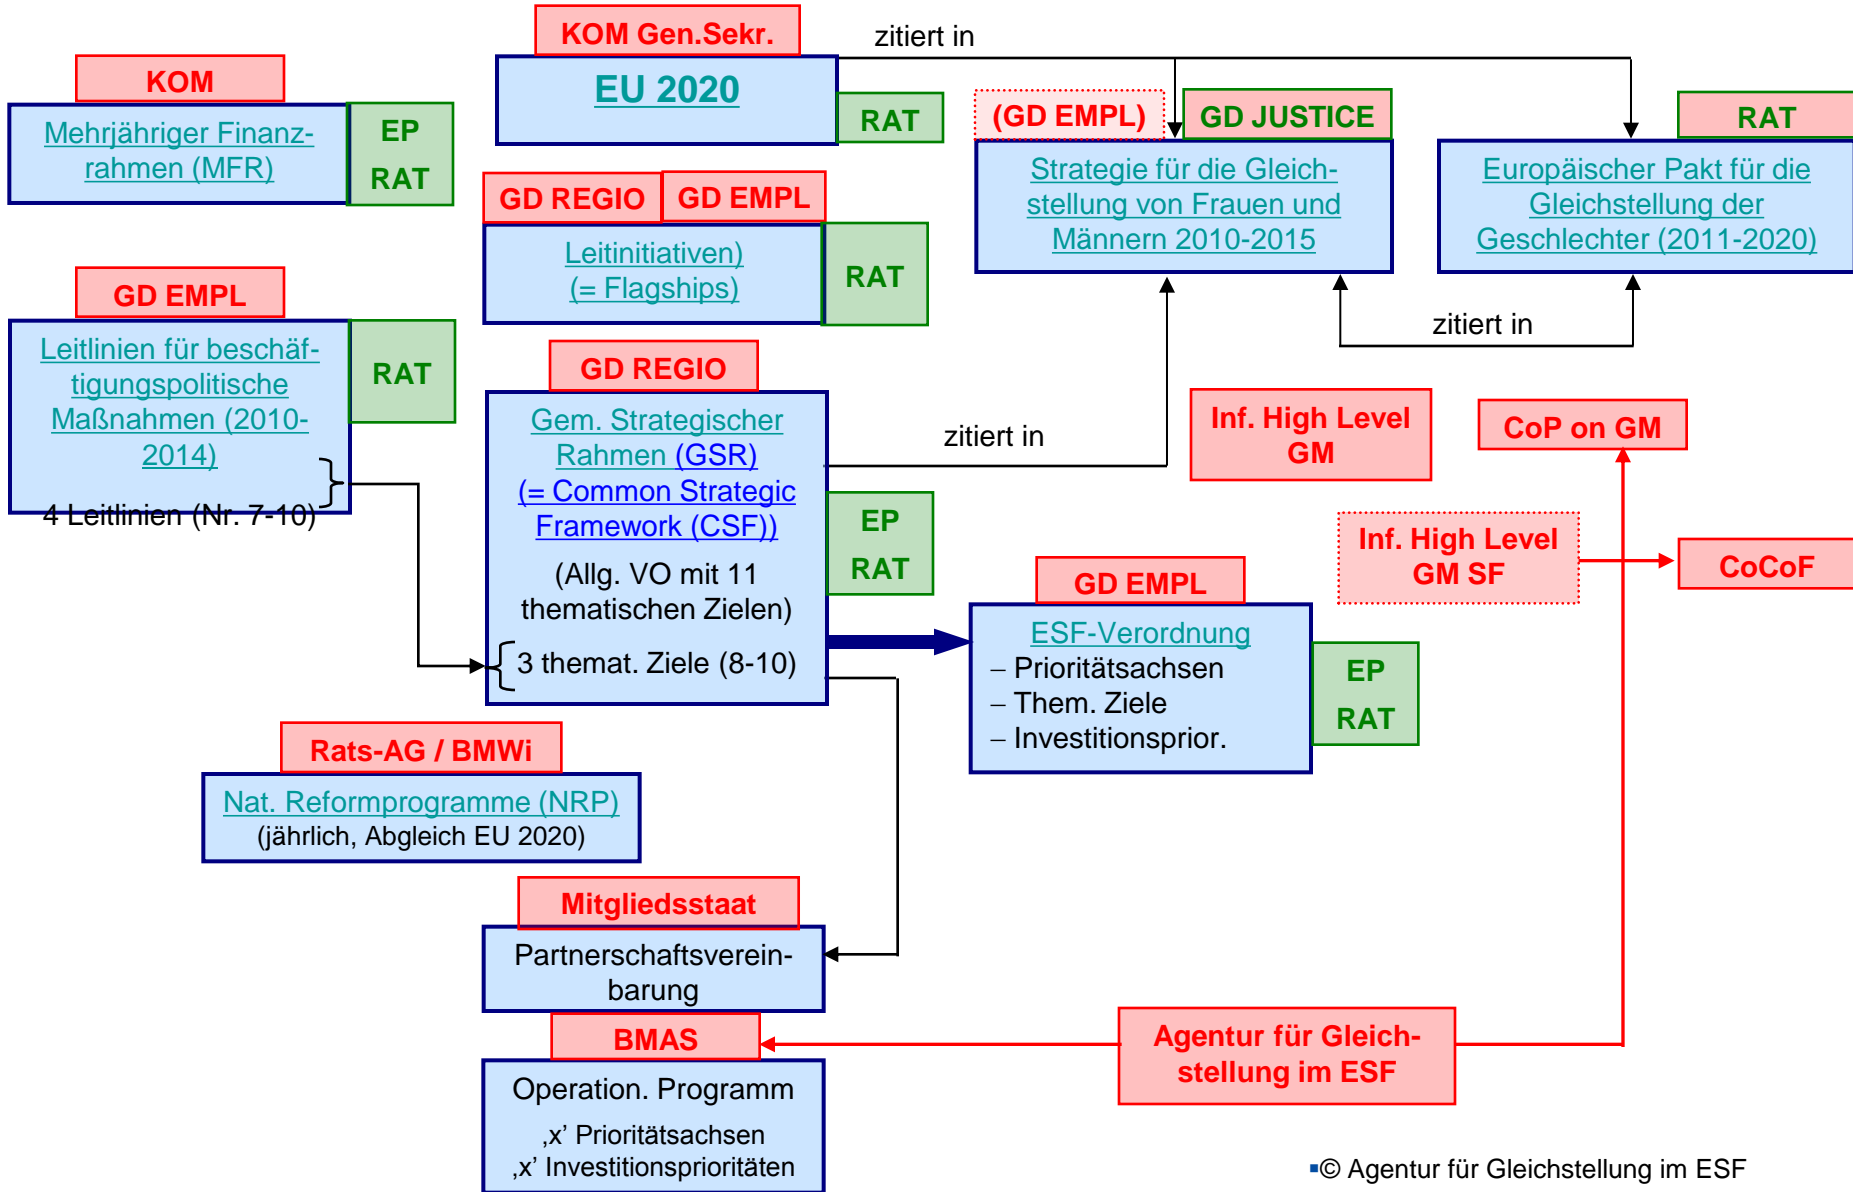 KOM Gen.Sekr.
EU 2020
RAT
zitiert in
KOM
Mehrjähriger Finanz-
rahmen (MFR)
EP
RAT
(GD EMPL)
GD JUSTICE
Strategie für die Gleich-
stellung von Frauen und
Männern 2010-2015
RAT
Europäischer Pakt für die
Gleichstellung der
Geschlechter (2011-2020)
GD REGIO
GD EMPL
Leitinitiativen)
(= Flagships)
RAT
zitiert in
GD EMPL
Leitlinien für beschäf-
tigungspolitische
Maßnahmen (2010-
2014)
4 Leitlinien (Nr. 7-10)
RAT
GD REGIO
Gem. Strategischer
Rahmen (GSR)
(= Common Strategic
Framework (CSF))
(Allg. VO mit 11
thematischen Zielen)
3 themat. Ziele (8-10)
EP
RAT
zitiert in
Inf. High Level
GM
CoP on GM
Inf. High Level
GM SF
CoCoF
GD EMPL
ESF-Verordnung
– Prioritätsachsen
– Them. Ziele
– Investitionsprior.
EP
RAT
Rats-AG / BMWi
Nat. Reformprogramme (NRP)
(jährlich, Abgleich EU 2020)
Mitgliedsstaat
Partnerschaftsverein-
barung
BMAS
Operation. Programm
‚x’ Prioritätsachsen
‚x’ Investitionsprioritäten
Agentur für Gleich-
stellung im ESF
▪© Agentur für Gleichstellung im ESF